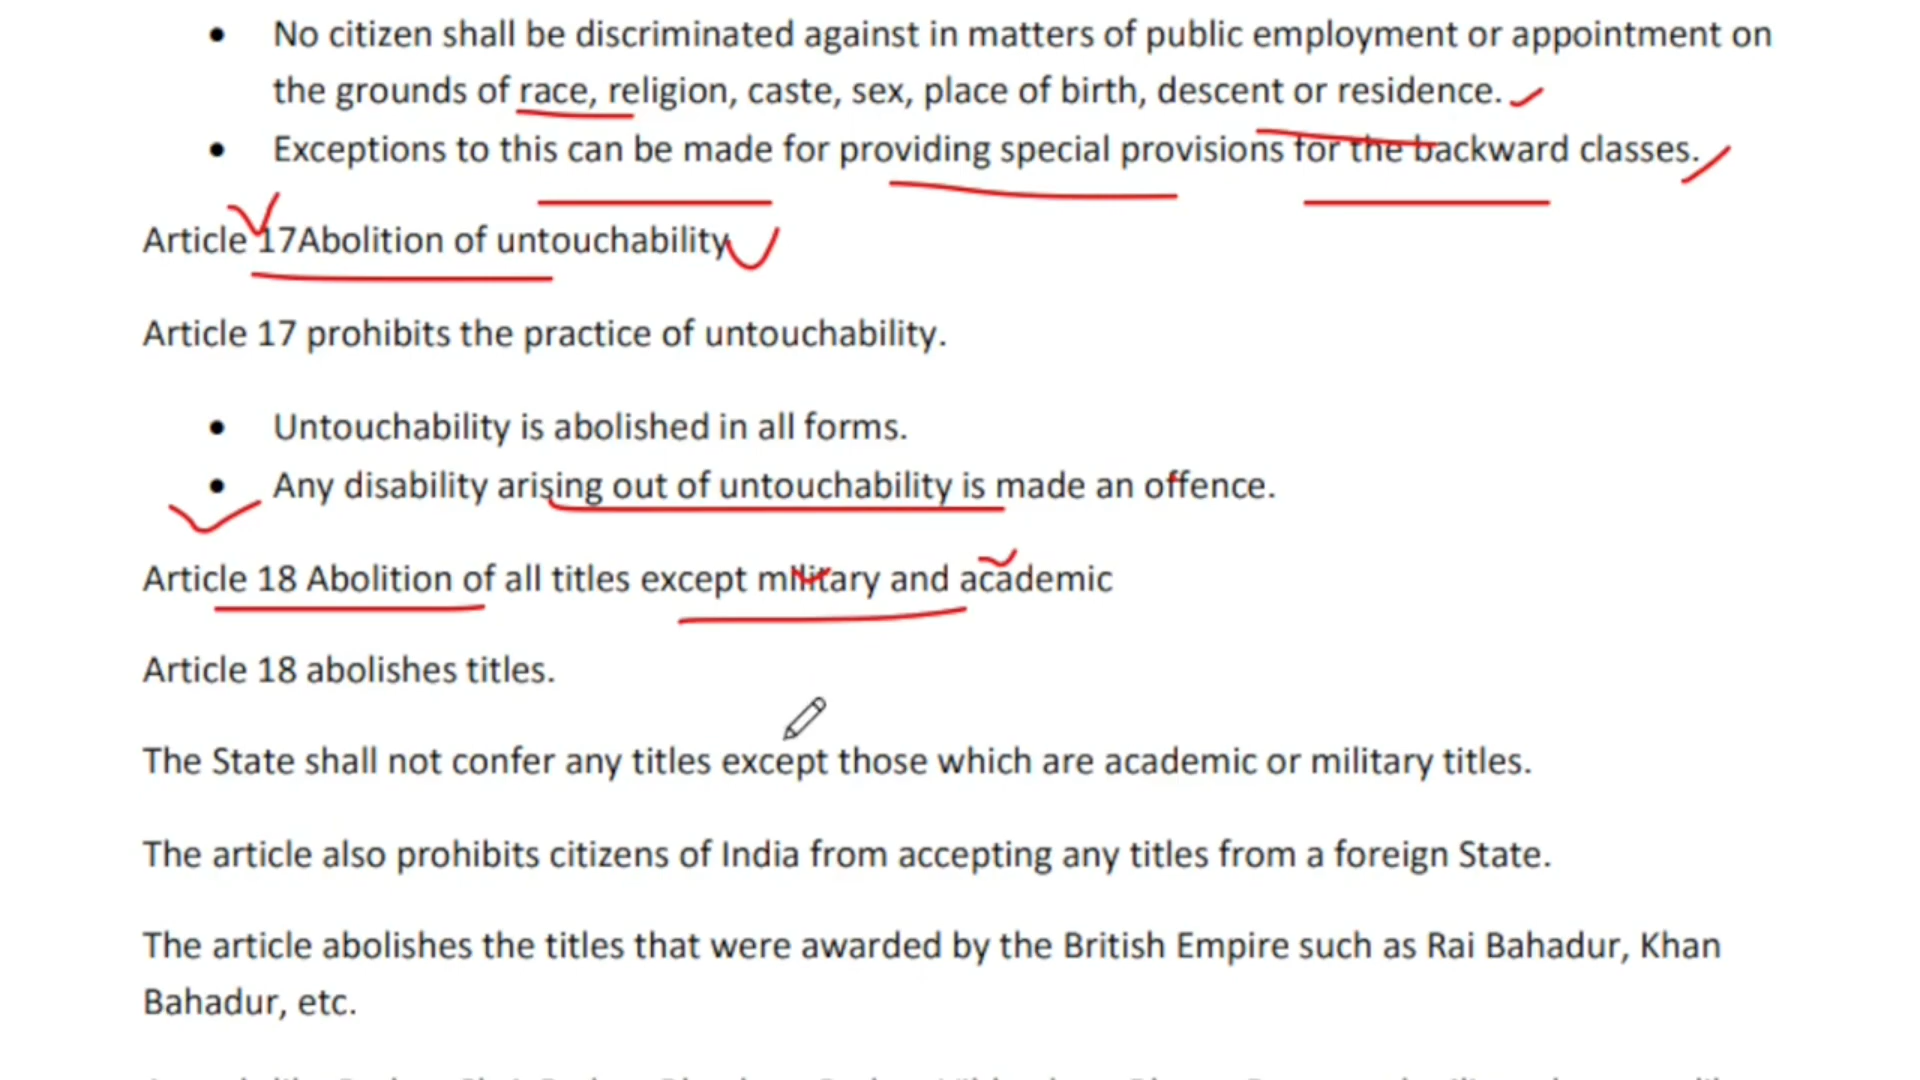 • No citizen shall be discriminated against in matters of public employment or appointment on
the grounds of race, religion, caste, sex, place of birth, descent or residence.
• Exceptions to this can be made for providing special provisions for the backward classes.
Article 17Abolition of untouchability
Article 17 prohibits the practice of untouchability.
• Untouchability is abolished in all forms.
• Any disability arising out of untouchability is made an offence.
Article 18 Abolition of all titles except military and academic
Article 18 abolishes titles.
The State shall not confer any titles except those which are academic or military titles.
The article also prohibits citizens of India from accepting any titles from a foreign State.
The article abolishes the titles that were awarded by the British Empire such as Rai Bahadur, Khan
Bahadur, etc.